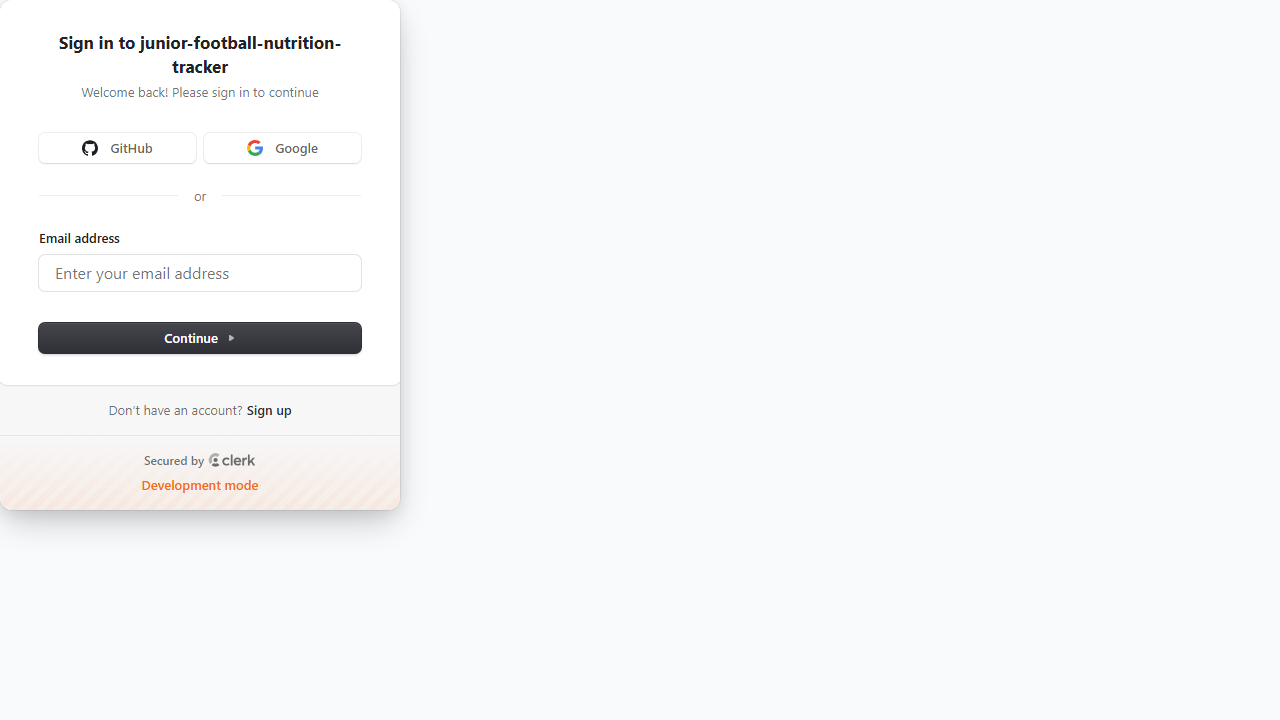 Sign in to junior-football-nutrition-
tracker
Welcome back! Please sign in to continue
GitHub
Google
or
Email address
Enter your email address
Continue
Don't have an account? Sign up
Secured by clerk
Development mode